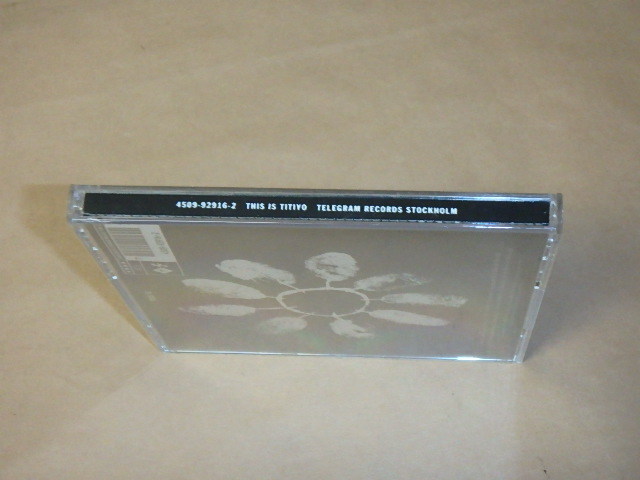 4509-92916-2 THIS IS TITIYO TELEGRAM RECORDS STOCKHOLM